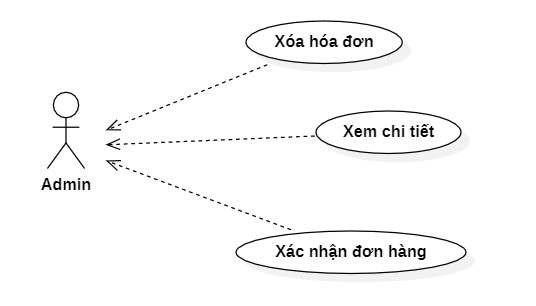 Xóa hóa đơn
Xem chi tiết
Admin
Xác nhận đơn hàng